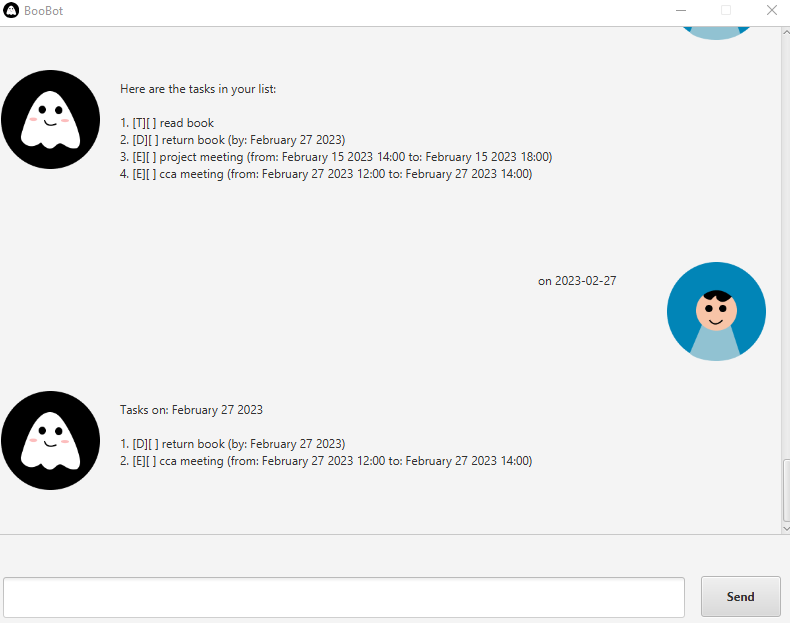 BooBot
Here are the tasks in your list:
1. [T][ ] read book
2. [D][ ] return book (by: February 27 2023)
3. [E][ ] project meeting (from: February 15 2023 14:00 to: February 15 2023 18:00)
4. [E][ ] cca meeting (from: February 27 2023 12:00 to: February 27 2023 14:00)
on 2023-02-27
Tasks on: February 27 2023
1. [D][ ] return book (by: February 27 2023)
2. [E][ ] cca meeting (from: February 27 2023 12:00 to: February 27 2023 14:00)
Send